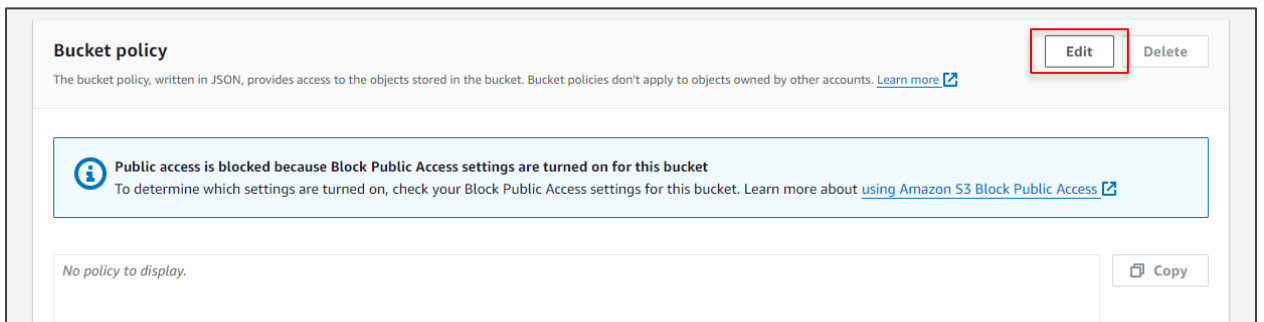 Bucket policy
Edit
Delete
The bucket policy, written in JSON, provides access to the objects stored in the bucket. Bucket policies don't apply to objects owned by other accounts. Learn more
Public access is blocked because Block Public Access settings are turned on for this bucket
To determine which settings are turned on, check your Block Public Access settings for this bucket. Learn more about using Amazon S3 Block Public Access
No policy to display.
Copy